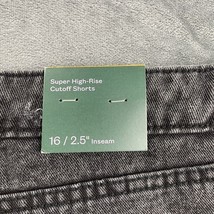 Super High-Rise
Cutoff Shorts
16 / 2.5" Inseam